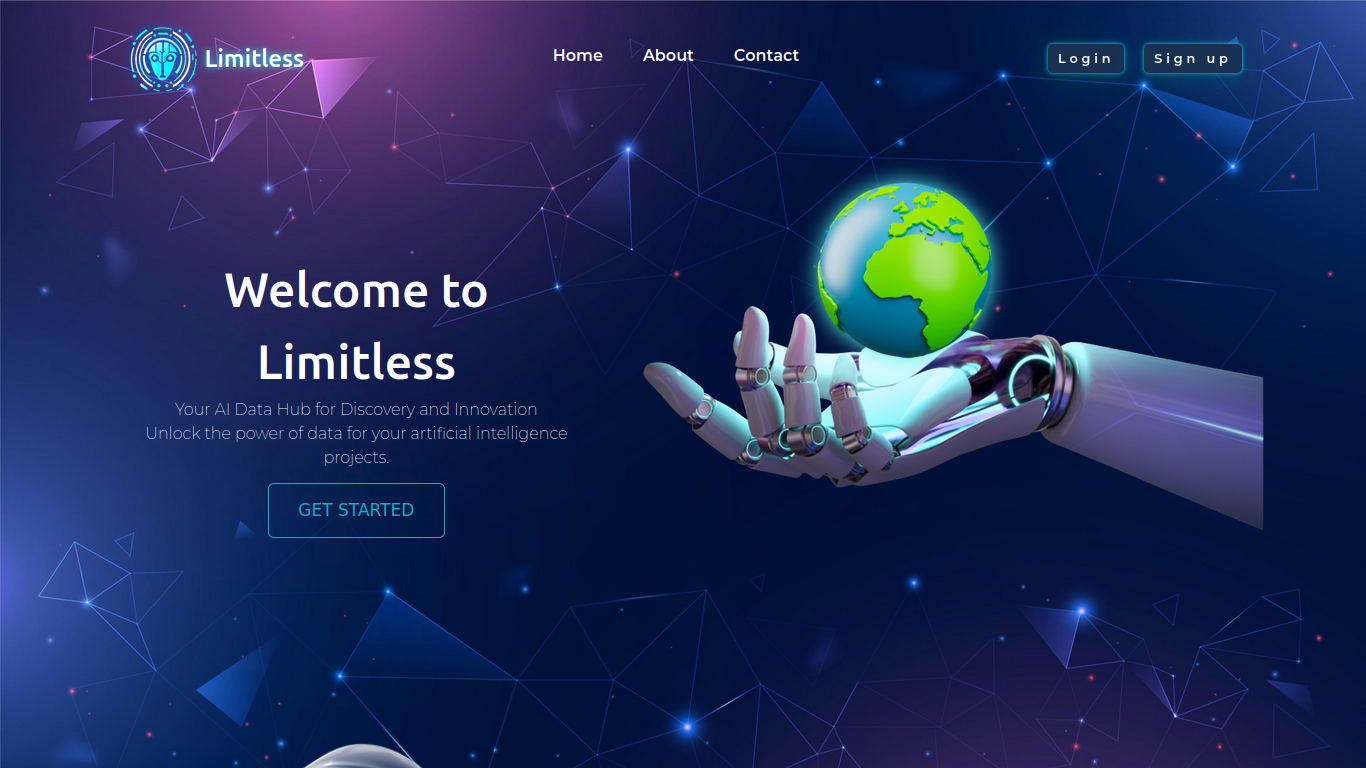 Limitless
Home
About
Contact
Login
Sign up
Welcome to
Limitless
Your AI Data Hub for Discovery and Innovation
Unlock the power of data for your artificial intelligence
projects.
GET STARTED